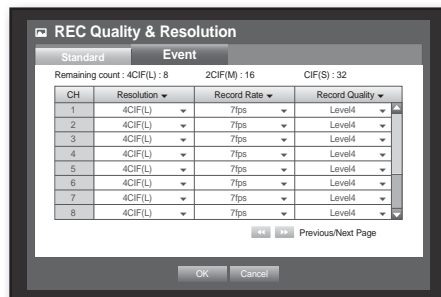 REC Quality & Resolution
Standard Event
Remaining count : 4CIF(L) : 8 2CIF(M) : 16 CIF(S) : 32
CH Resolution Record Rate Record Quality
1 4CIF(L) 7fps Level4
2 4CIF(L) 7fps Level4
3 4CIF(L) 7fps Level4
4 4CIF(L) 7fps Level4
5 4CIF(L) 7fps Level4
6 4CIF(L) 7fps Level4
7 4CIF(L) 7fps Level4
8 4CIF(L) 7fps Level4
Previous/Next Page
OK Cancel